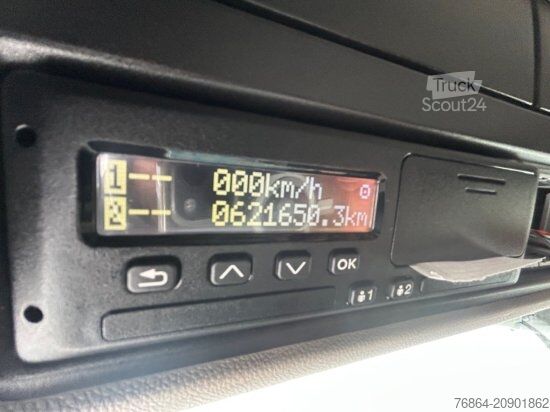 Truck
Scout24
1-- 000km/h
2-- 0621650.3km
OK
1 2
76864-20901862